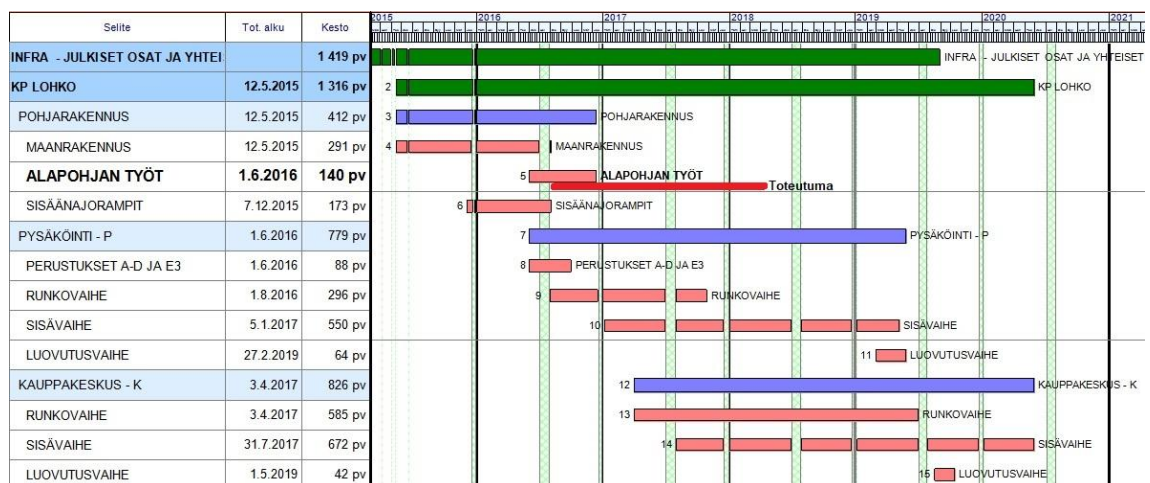 Selite Tot. alku Kesto 2015 2016 2017 2018 2019 2020 2021
INFRA - JULKISET OSAT JA YHTEI 1 419 pv INFRA - JULKISET OSAT JA YHTEISET
KP LOHKO 12.5.2015 1 316 pv 2 KP LOHKO
POHJARAKENNUS 12.5.2015 412 pv 3 POHJARAKENNUS
MAANRAKENNUS 12.5.2015 291 pv 4 MAANRAKENNUS
ALAPOHJAN TYÖT 1.6.2016 140 pv 5 ALAPOHJAN TYÖT
Toteutuma
SISÄÄNAJORAMPIT 7.12.2015 173 pv 6 SISÄÄNAJORAMPIT
PYSÄKÖINTI - P 1.6.2016 779 pv 7 PYSÄKÖINTI - P
PERUSTUKSET A-D JA E3 1.6.2016 88 pv 8 PERUSTUKSET A-D JA E3
RUNKOVAIHE 1.8.2016 296 pv 9 RUNKOVAIHE
SISÄVAIHE 5.1.2017 550 pv 10 SISÄVAIHE
LUOVUTUSVAIHE 27.2.2019 64 pv 11 LUOVUTUSVAIHE
KAUPPAKESKUS - K 3.4.2017 826 pv 12 KAUPPAKESKUS - K
RUNKOVAIHE 3.4.2017 585 pv 13 RUNKOVAIHE
SISÄVAIHE 31.7.2017 672 pv 14 SISÄVAIHE
LUOVUTUSVAIHE 1.5.2019 42 pv 15 LUOVUTUSVAIHE